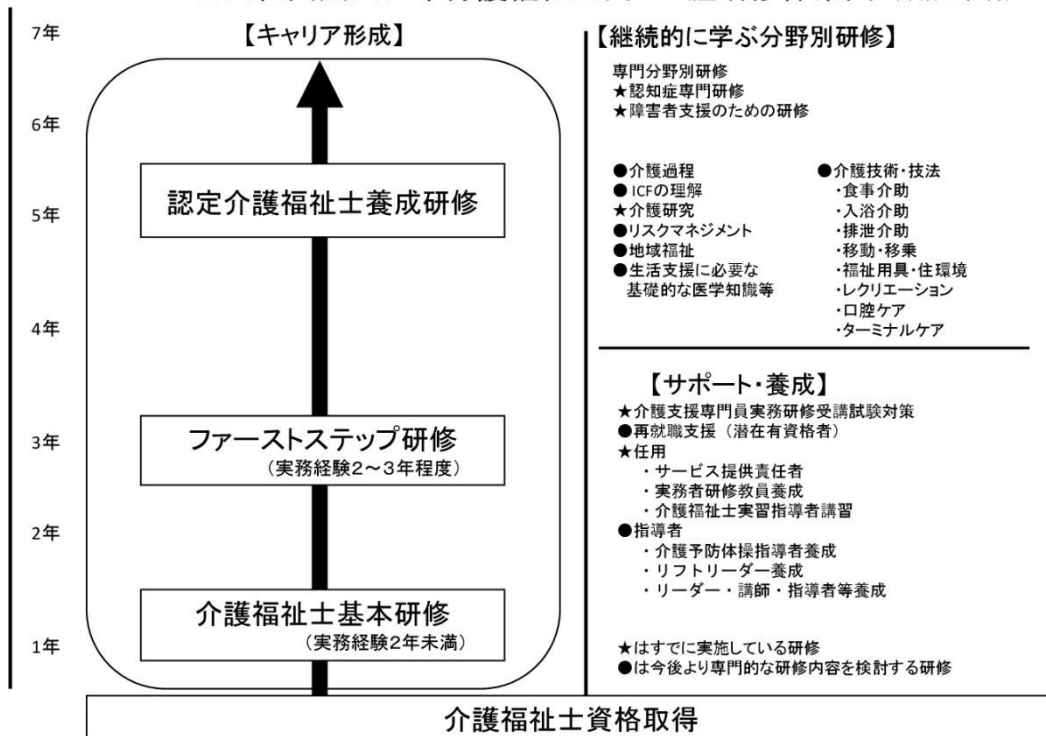 7年
6年
5年
4年
3年
2年
1年
【キャリア形成】
認定介護福祉士養成研修
ファーストステップ研修
(実務経験2~3年程度)
介護福祉士基本研修
(実務経験2年未満)
【継続的に学ぶ分野別研修】
専門分野別研修
★認知症専門研修
★障害者支援のための研修
●介護過程
●ICFの理解
★介護研究
●リスクマネジメント
●地域福祉
●生活支援に必要な
基礎的な医学知識等
●介護技術・技法
・食事介助
・入浴介助
・排泄介助
・移動・移乗
・福祉用具・住環境
・レクリエーション
・口腔ケア
・ターミナルケア
【サポート・養成】
★介護支援専門員実務研修受講試験対策
●再就職支援(潜在有資格者)
★任用
・サービス提供責任者
・実務者研修教員養成
・介護福祉士実習指導者講習
●指導者
・介護予防体操指導者養成
・リフトリーダー養成
・リーダー・講師・指導者等養成
★はすでに実施している研修
●は今後より専門的な研修内容を検討する研修
介護福祉士資格取得